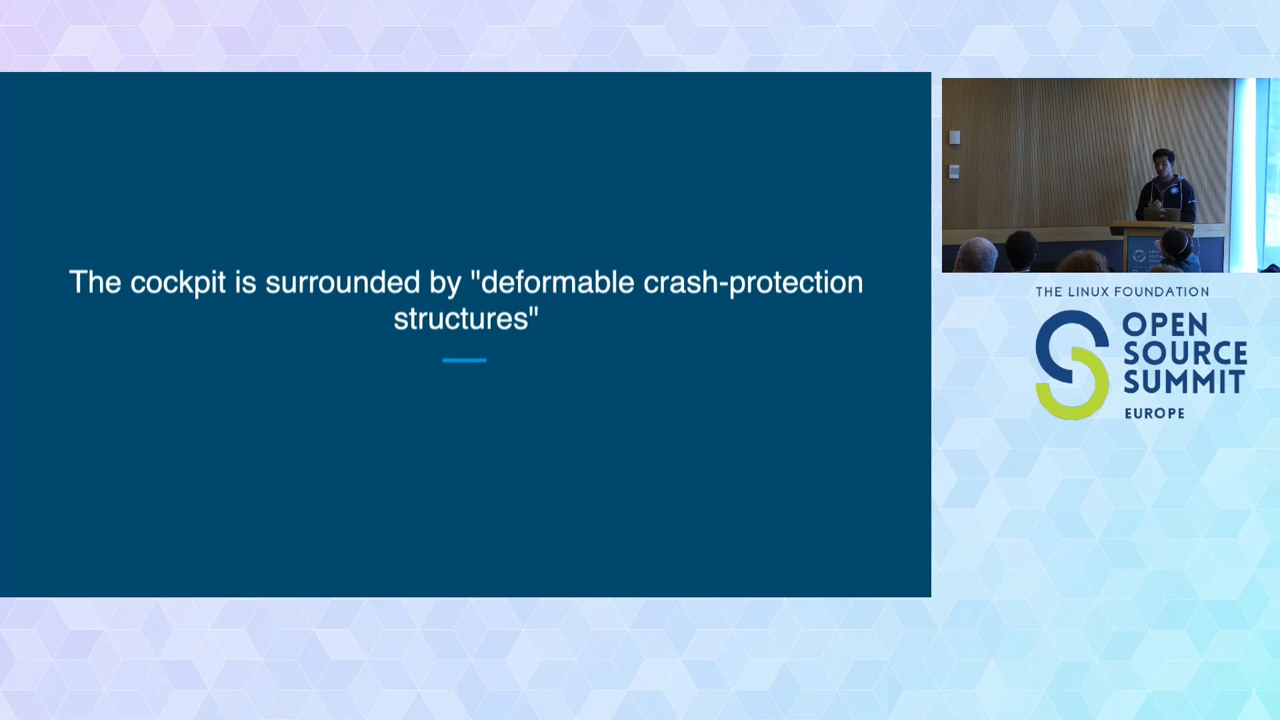 The cockpit is surrounded by "deformable crash-protection
structures"
THE LINUX FOUNDATION
OPEN
SOURCE
SUMMIT
EUROPE